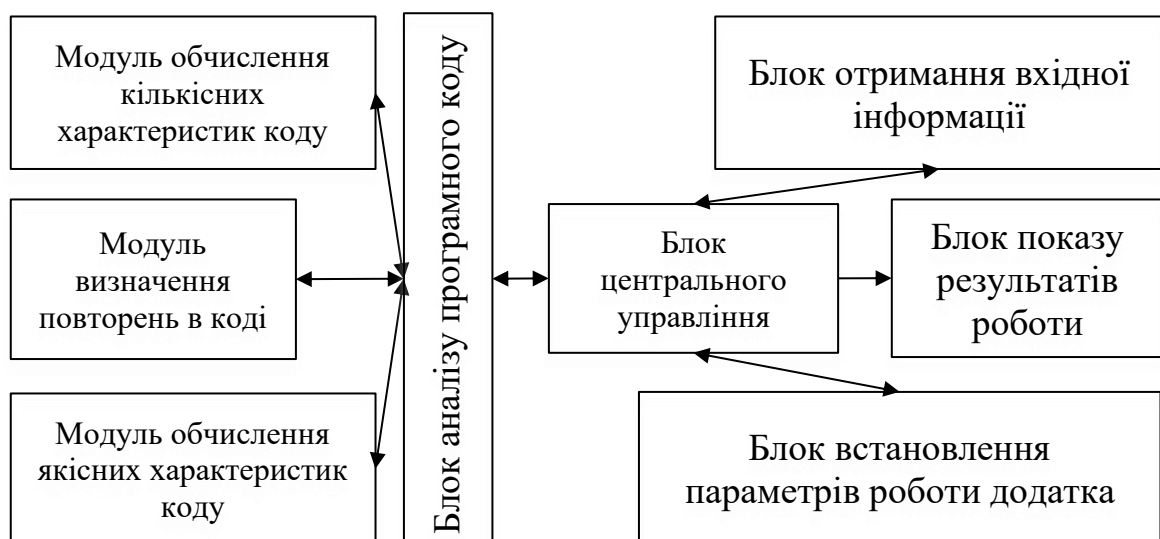 Модуль обчислення
кількісних
характеристик коду
Модуль
визначення
повторень в коді
Модуль обчислення
якісних характеристик
коду
Блок аналізу програмного коду
Блок отримання вхідної
інформації
Блок
центрального
управління
Блок показу
результатів
роботи
Блок встановлення
параметрів роботи додатка